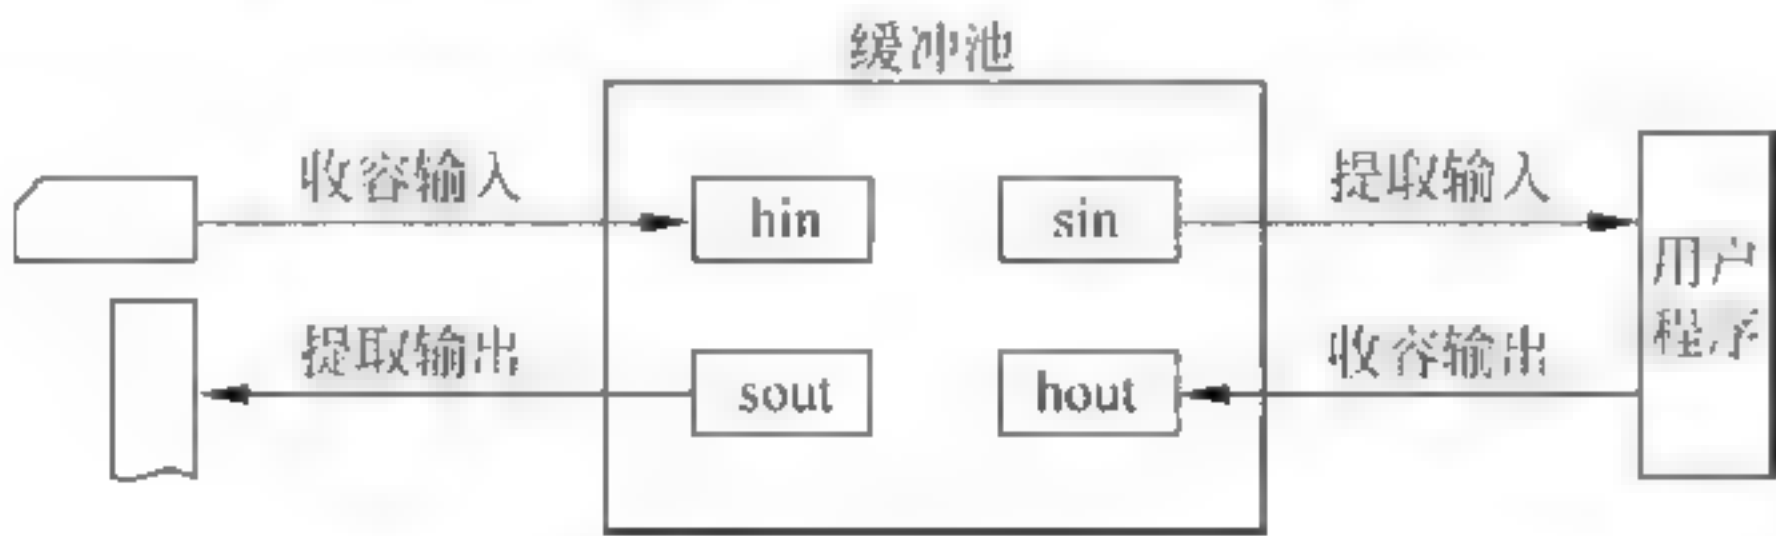 缓冲池
收容输入
hin
sin
提取输入
用户
程序
提取输出
sout
hout
收容输出